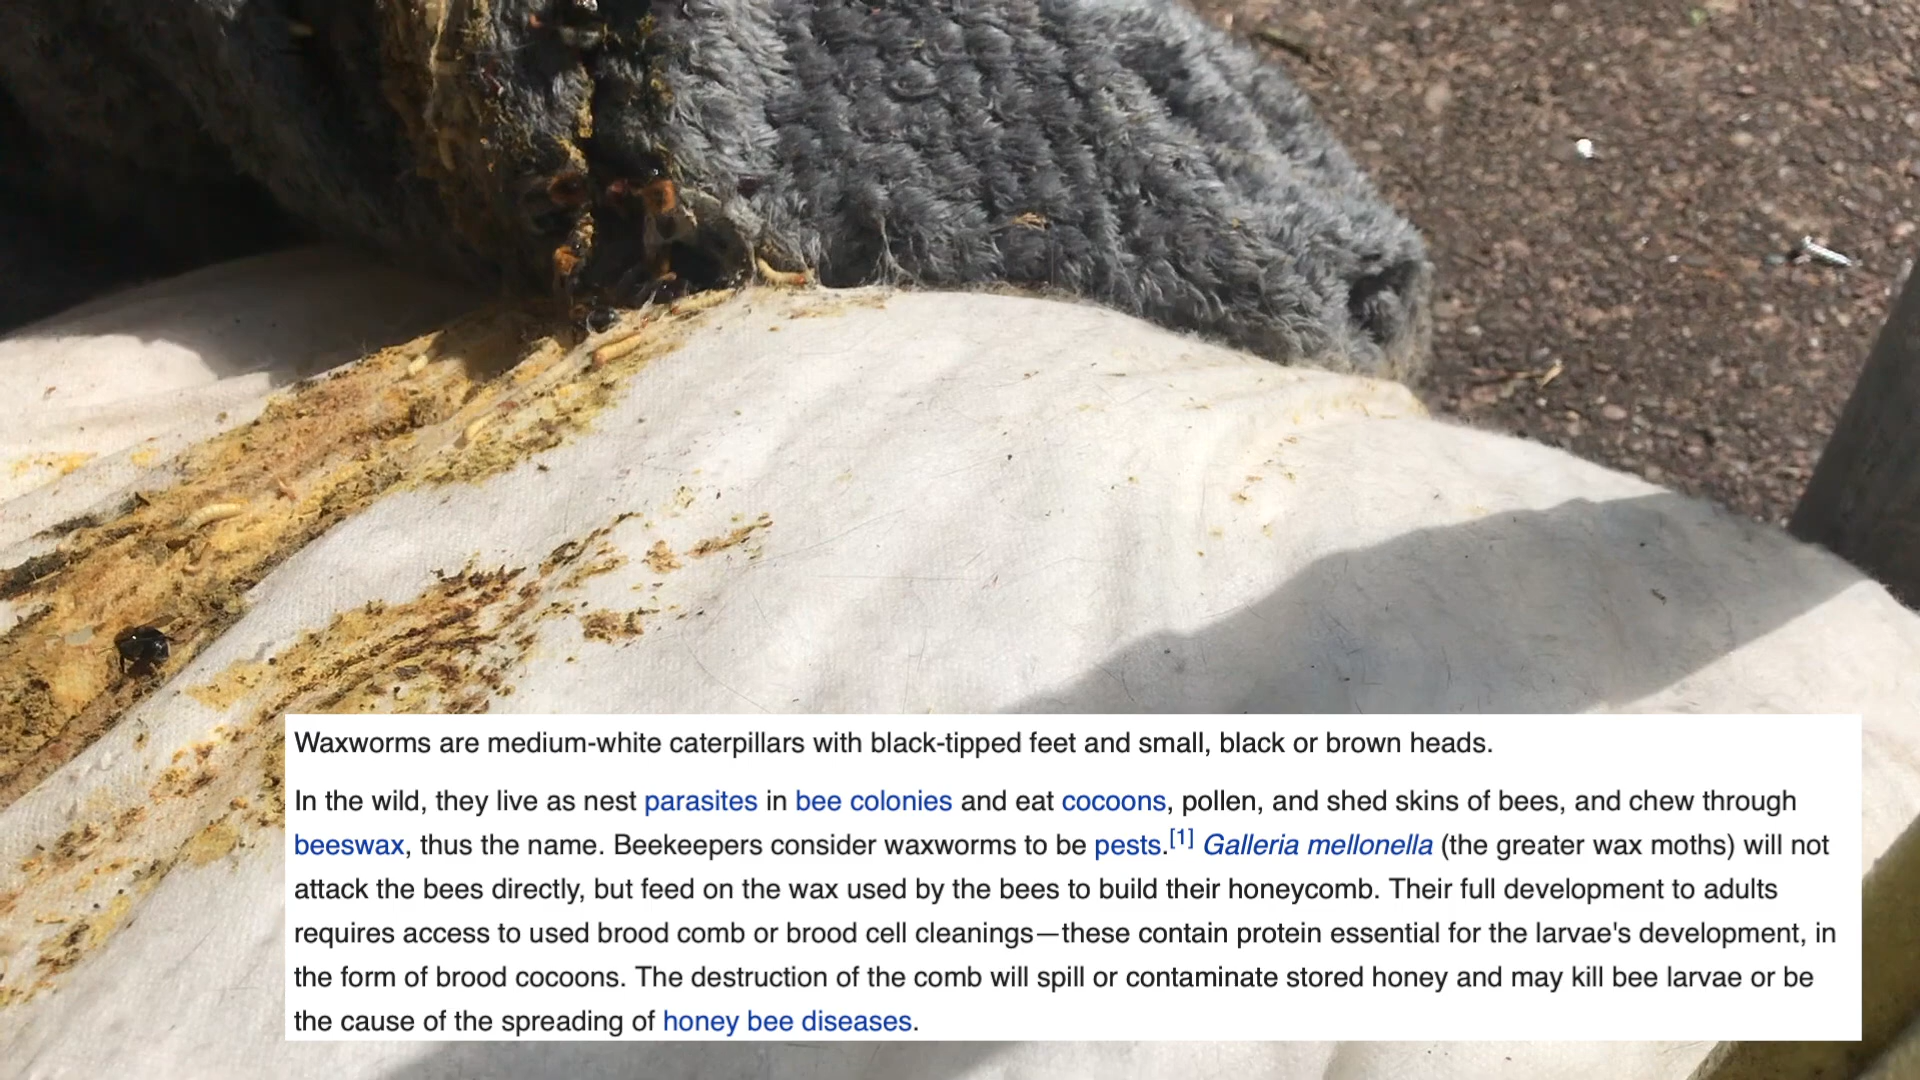 Waxworms are medium-white caterpillars with black-tipped feet and small, black or brown heads.
In the wild, they live as nest parasites in bee colonies and eat cocoons, pollen, and shed skins of bees, and chew through
beeswax, thus the name. Beekeepers consider waxworms to be pests.[1] Galleria mellonella (the greater wax moths) will not
attack the bees directly, but feed on the wax used by the bees to build their honeycomb. Their full development to adults
requires access to used brood comb or brood cell cleanings—these contain protein essential for the larvae's development, in
the form of brood cocoons. The destruction of the comb will spill or contaminate stored honey and may kill bee larvae or be
the cause of the spreading of honey bee diseases.